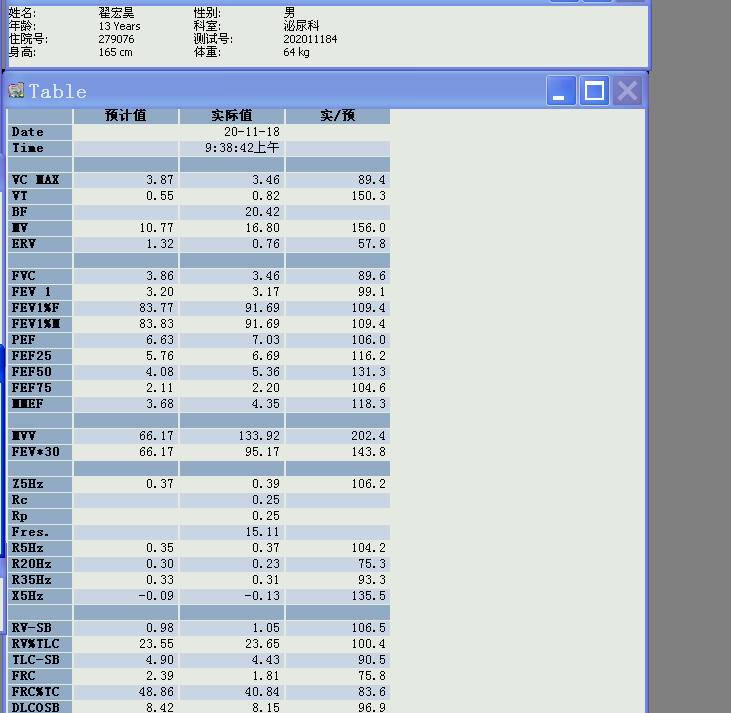 姓名: 翟宏昊 性别: 男
年龄: 13 Years 科室: 泌尿科
住院号: 279076 测试号: 202011184
身高: 165 cm 体重: 64 kg
Table
预计值 实际值 实/预
Date 20-11-18
Time 9:38:42上午
VC MAX 3.87 3.46 89.4
VT 0.55 0.82 150.3
BF 20.42
MV 10.77 16.80 156.0
ERV 1.32 0.76 57.8
FVC 3.86 3.46 89.6
FEV 1 3.20 3.17 99.1
FEV1%F 83.77 91.69 109.4
FEV1%M 83.83 91.69 109.4
PEF 6.63 7.03 106.0
FEF25 5.76 6.69 116.2
FEF50 4.08 5.36 131.3
FEF75 2.11 2.20 104.6
MMEF 3.68 4.35 118.3
MVV 66.17 133.92 202.4
FEV*30 66.17 95.17 143.8
Z5Hz 0.37 0.39 106.2
Rc 0.25
Rp 0.25
Fres. 15.11
R5Hz 0.35 0.37 104.2
R20Hz 0.30 0.23 75.3
R35Hz 0.33 0.31 93.3
X5Hz -0.09 -0.13 135.5
RV-SB 0.98 1.05 106.5
RV%TLC 23.55 23.65 100.4
TLC-SB 4.90 4.43 90.5
FRC 2.39 1.81 75.8
FRC%TC 48.86 40.84 83.6
DLCOSB 8.42 8.15 96.9